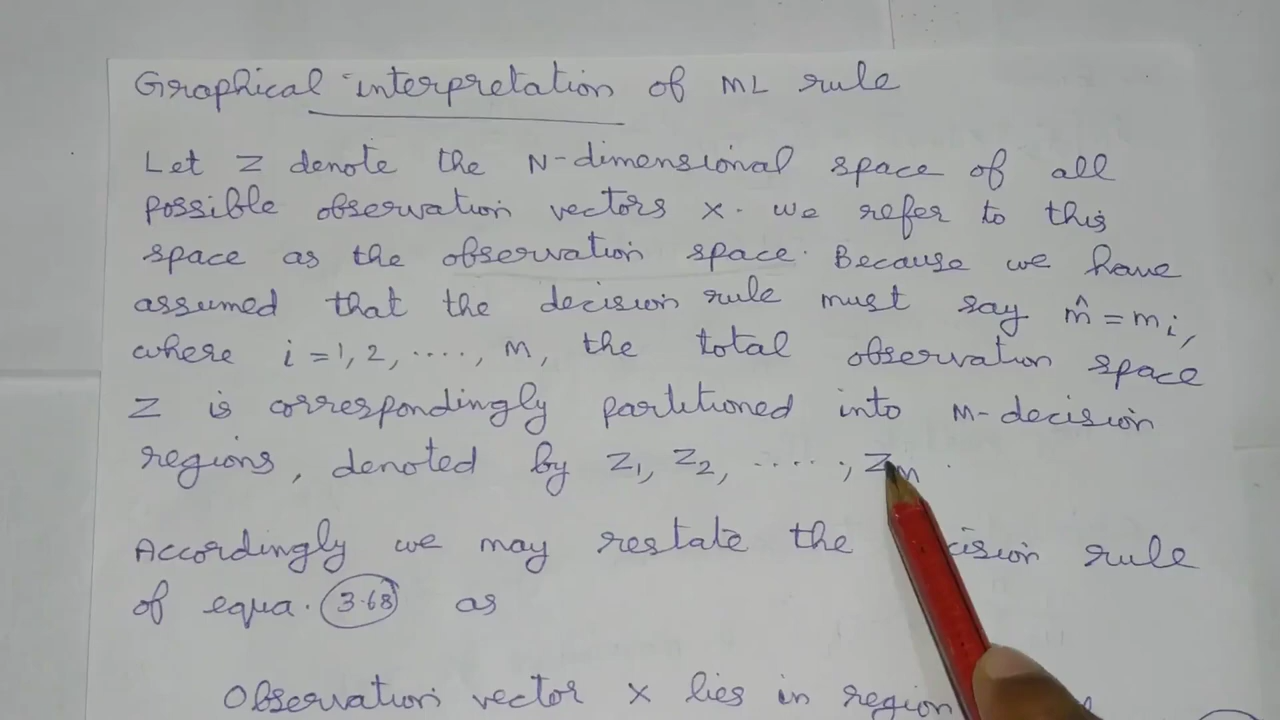 Graphical interpretation of ML rule
Let Z denote the N-dimensional space of all
possible observation vectors x. we refer to this
space as the observation space. Because we have
assumed that the decision rule must say m̂ = mi,
where i = 1, 2, ....., M, the total observation space
Z is correspondingly partitioned into M-decision
regions, denoted by Z1, Z2, ....., ZM.
Accordingly we may restate the cision rule
of equa. 3.68 as
Observation vector x lies in region